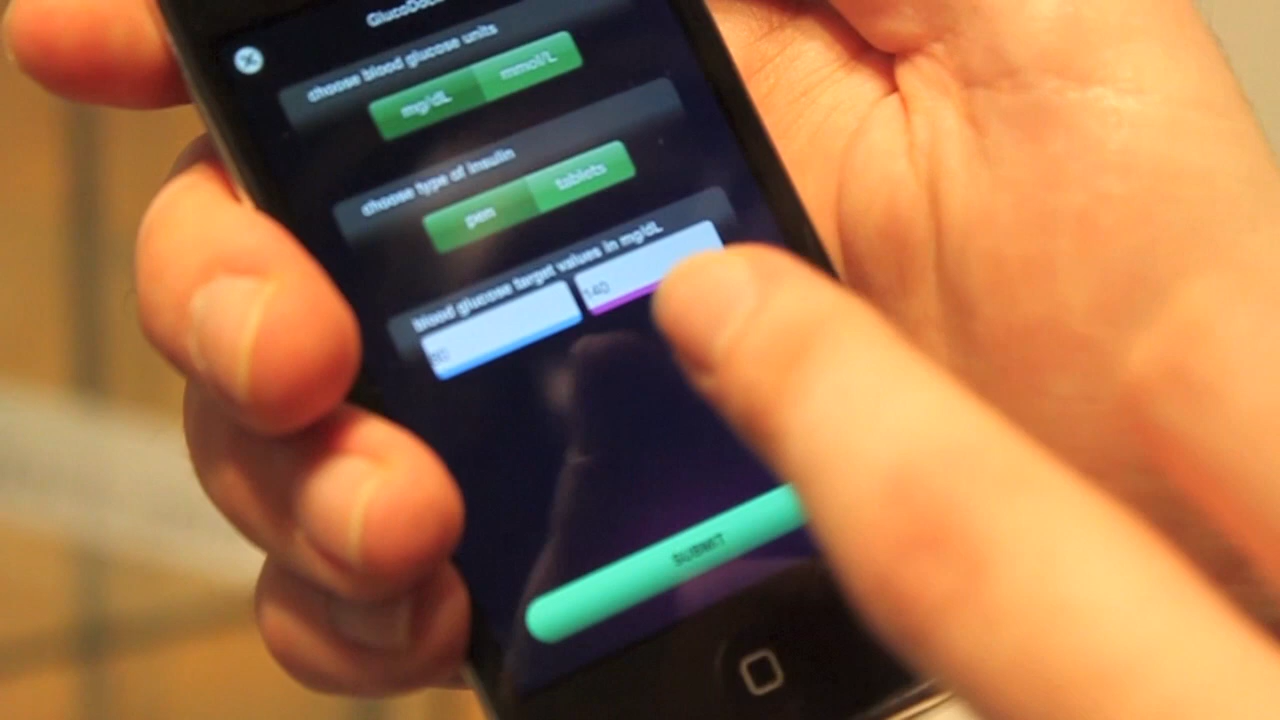 choose blood glucose units
mg/dL mmol/L
choose type of insulin
pen tablets
blood glucose target values in mg/dL
80 140
SUBMIT